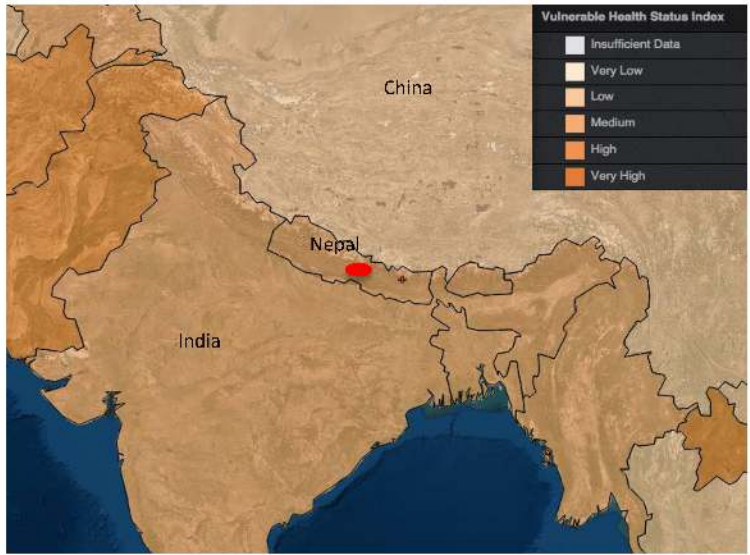 Vulnerable Health Status Index
Insufficient Data
Very Low
Low
Medium
High
Very High
China
Nepal
India